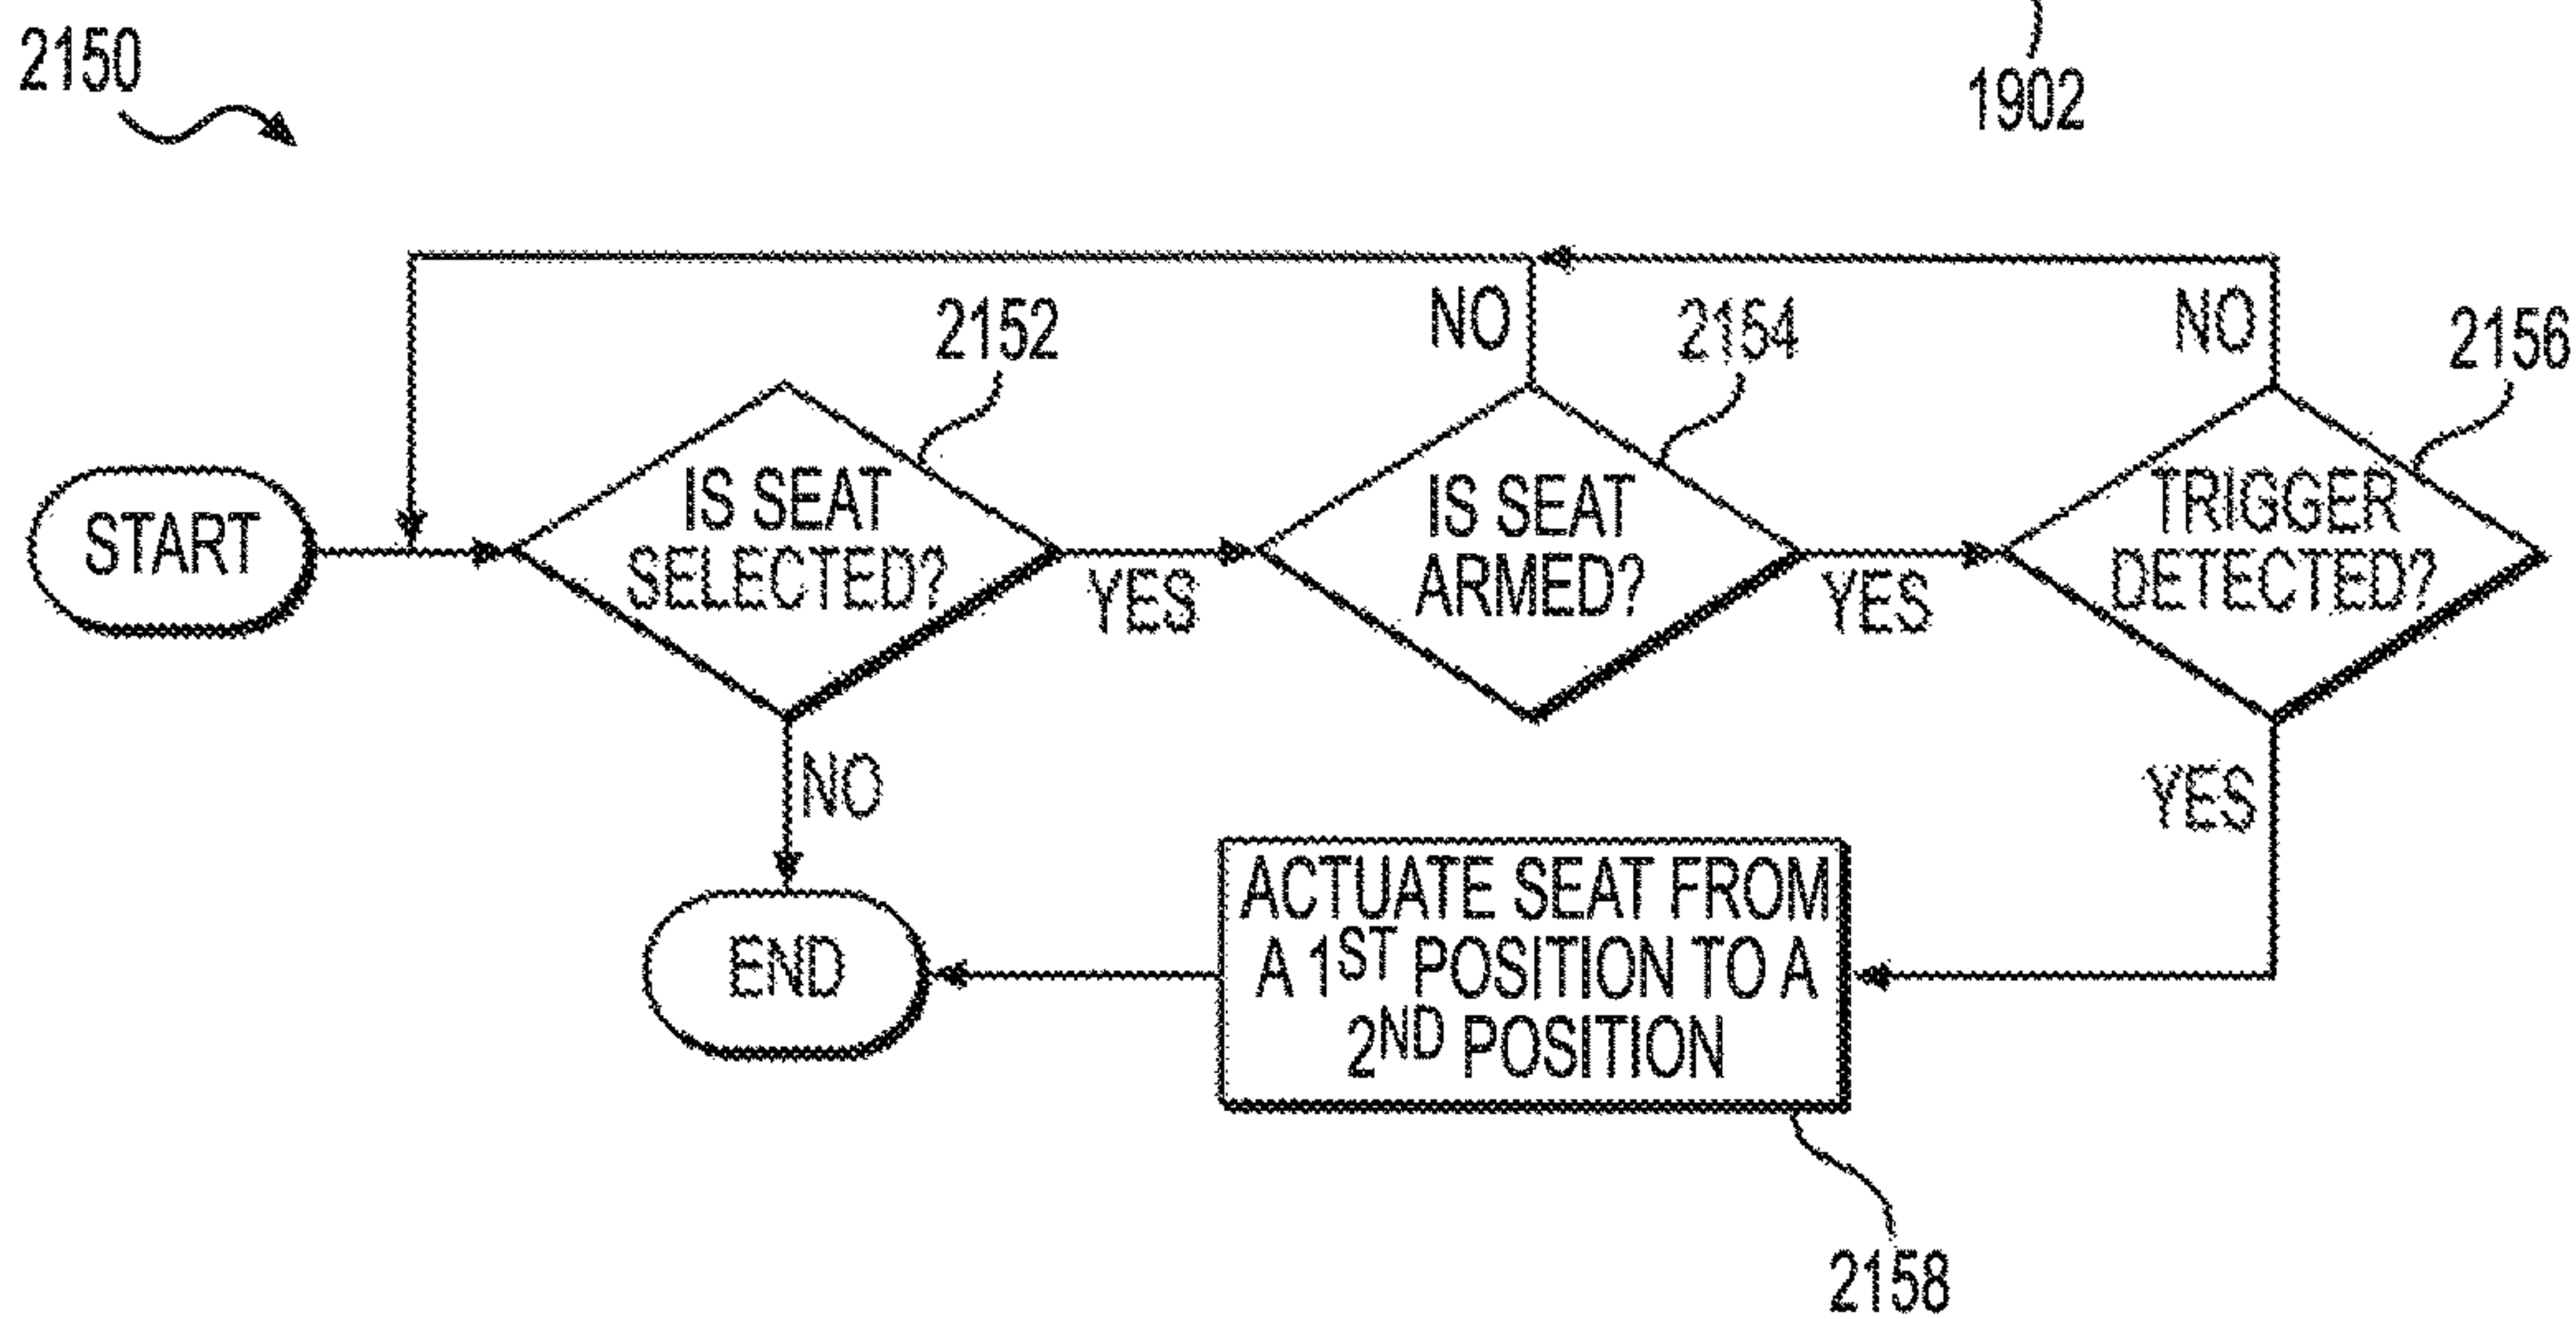 2150
1902
2152
NO
2154
NO
2156
START
IS SEAT
SELECTED?
YES
IS SEAT
ARMED?
YES
TRIGGER
DETECTED?
NO
YES
END
ACTUATE SEAT FROM
A 1ST POSITION TO A
2ND POSITION
2158